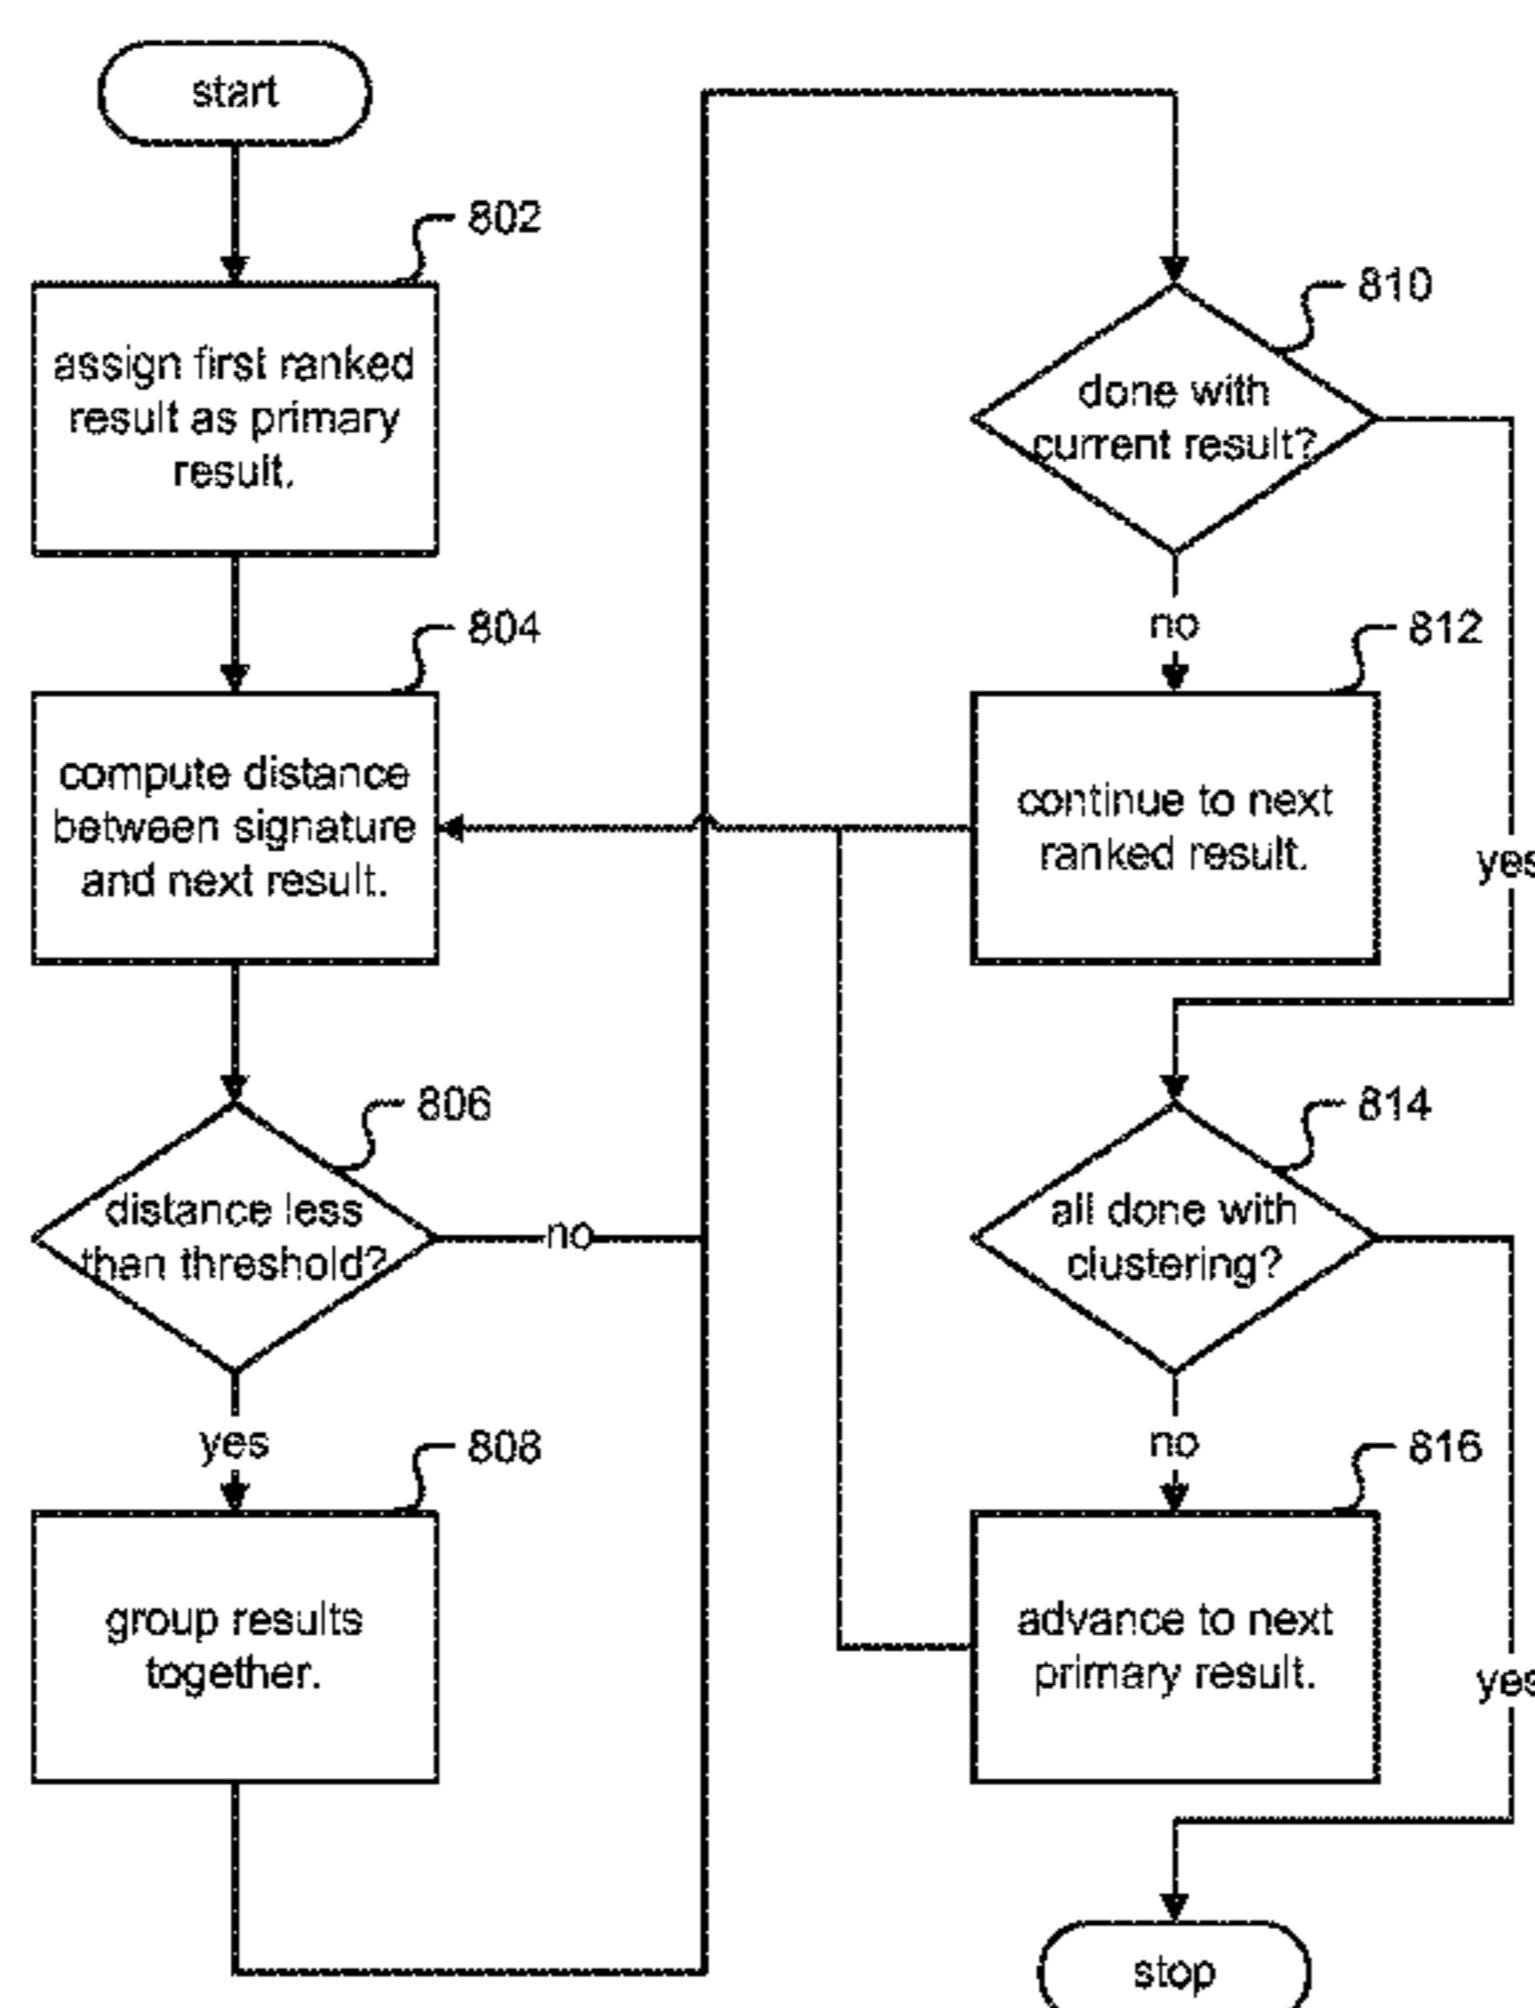 start
802
assign first ranked
result as primary
result.
804
compute distance
between signature
and next result.
806
distance less
than threshold?
no
yes
808
group results
together.
810
done with
current result?
no
yes
812
continue to next
ranked result.
814
all done with
clustering?
no
yes
816
advance to next
primary result.
stop